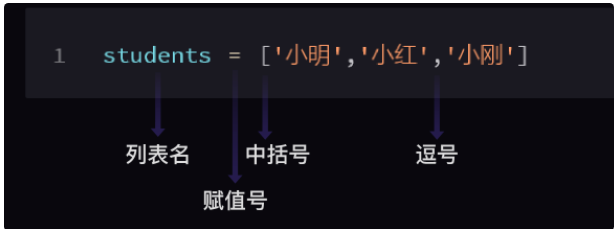 1 students = ['小明','小红','小刚']
列表名 中括号 逗号
赋值号